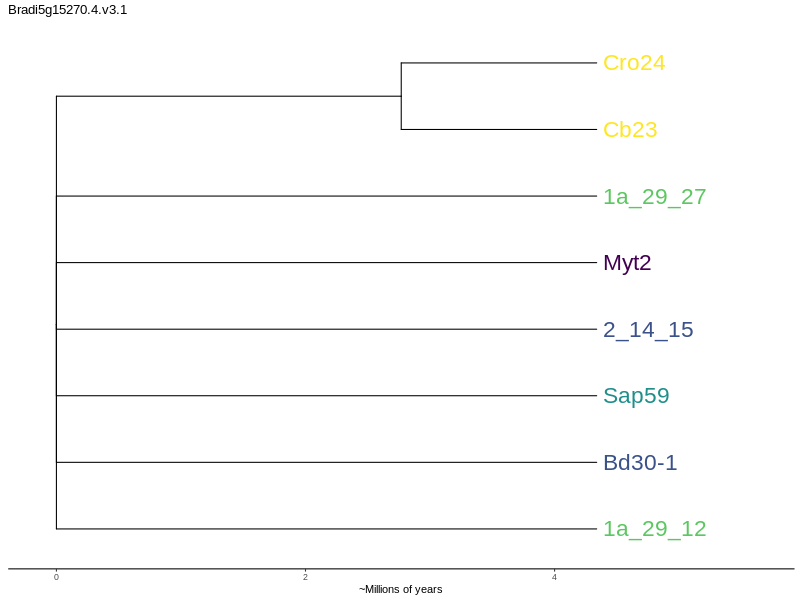 Bradi5g15270.4.v3.1
Cro24
Cb23
1a_29_27
Myt2
2_14_15
Sap59
Bd30-1
1a_29_12
0 2 4
~Millions of years